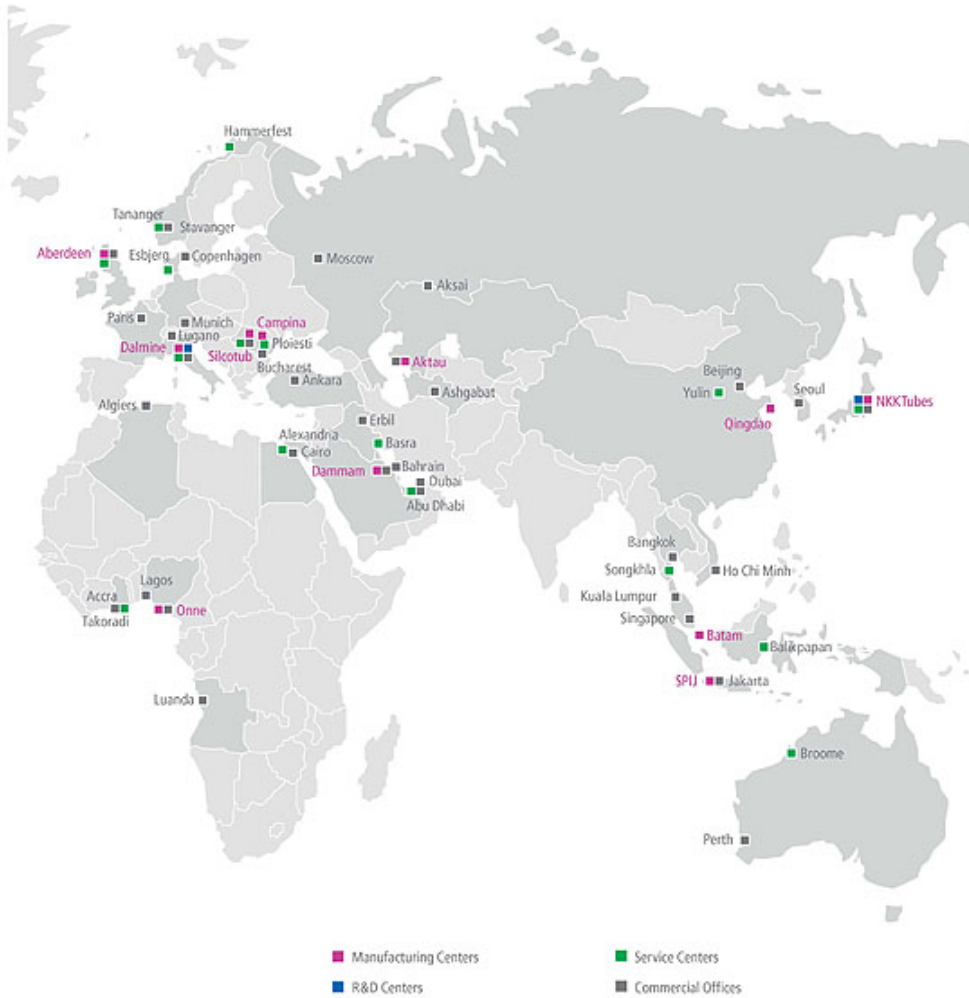 Hammerfest
Tananger
Stavanger
Aberdeen
Esbjerg
Copenhagen
Moscow
Aksai
Paris
Munich
Campina
Lugano
Dalmine
Silcotub
Ploiesti
Bucharest
Aktau
Ankara
Ashgabat
Beijing
Yulin
Seoul
NKKTubes
Qingdao
Algiers
Erbil
Alexandria
Basra
Cairo
Dammam
Bahrain
Dubai
Abu Dhabi
Bangkok
Songkhla
Ho Chi Minh
Lagos
Accra
Onne
Takoradi
Kuala Lumpur
Singapore
Batam
Balikpapan
SPIJ
Jakarta
Luanda
Broome
Perth
Manufacturing Centers
Service Centers
R&D Centers
Commercial Offices